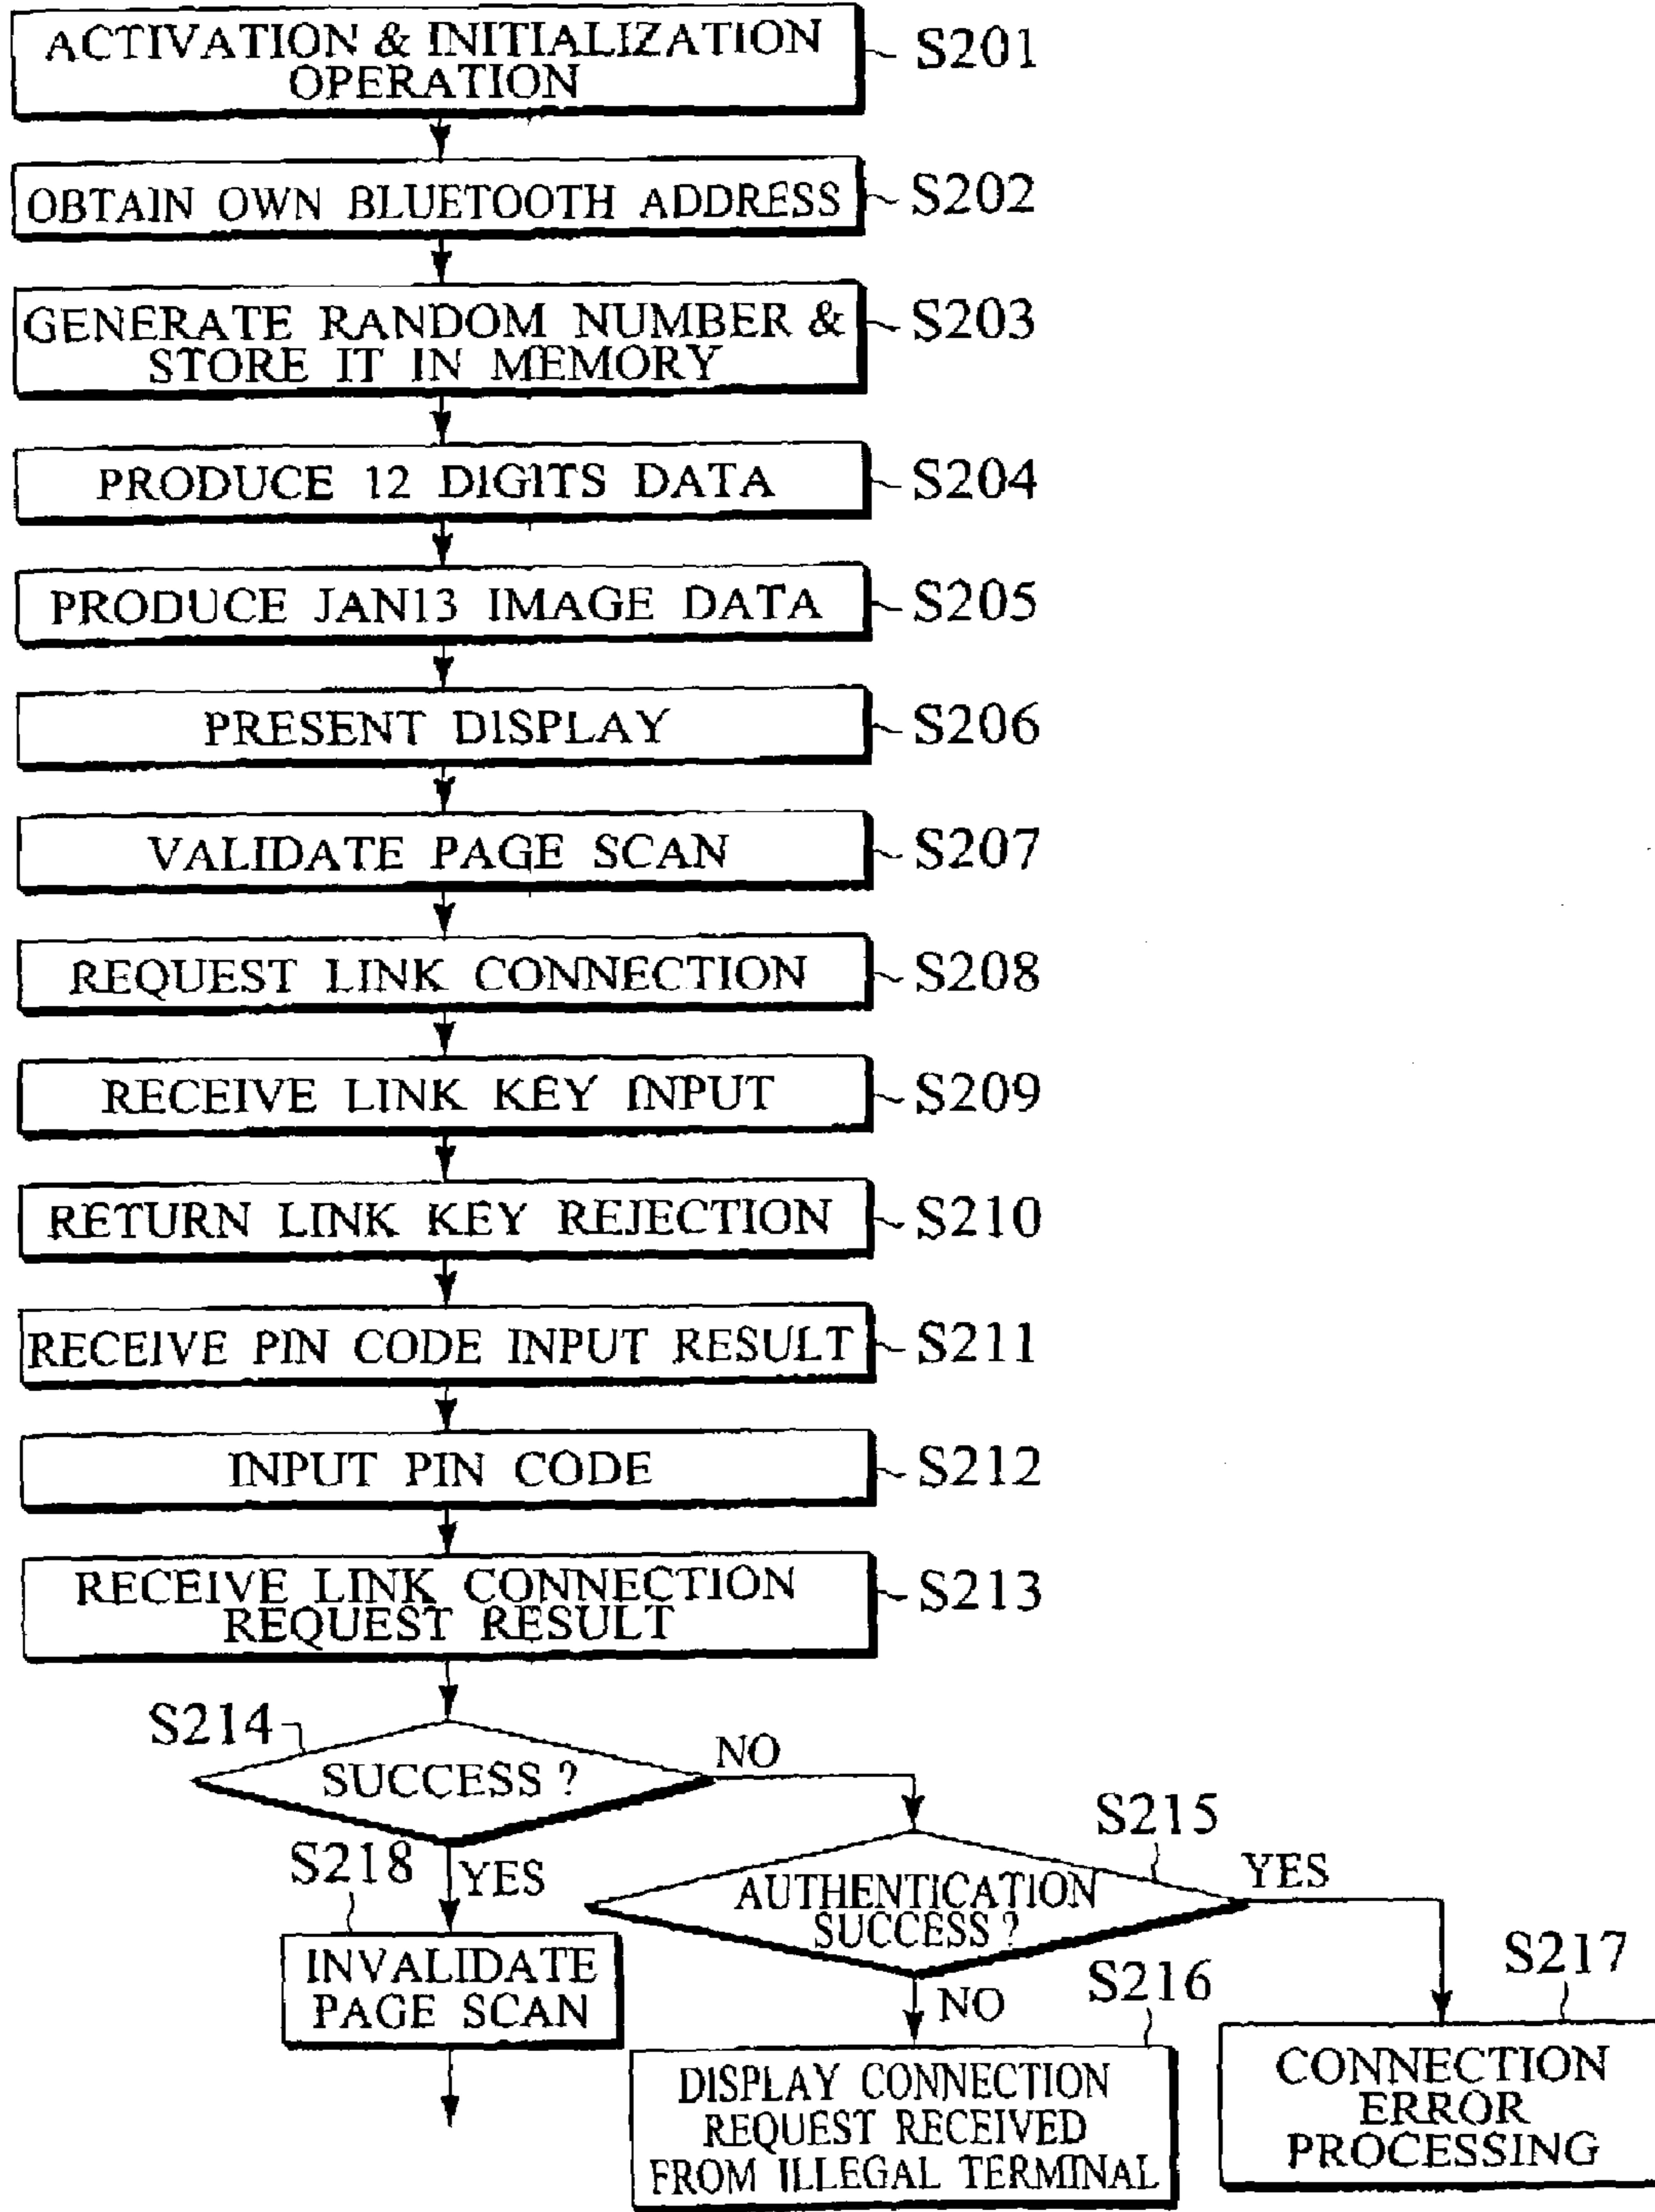 ACTIVATION & INITIALIZATION
OPERATION
S201
OBTAIN OWN BLUETOOTH ADDRESS
S202
GENERATE RANDOM NUMBER &
STORE IT IN MEMORY
S203
PRODUCE 12 DIGITS DATA
S204
PRODUCE JAN13 IMAGE DATA
S205
PRESENT DISPLAY
S206
VALIDATE PAGE SCAN
S207
REQUEST LINK CONNECTION
S208
RECEIVE LINK KEY INPUT
S209
RETURN LINK KEY REJECTION
S210
RECEIVE PIN CODE INPUT RESULT
S211
INPUT PIN CODE
S212
RECEIVE LINK CONNECTION
REQUEST RESULT
S213
S214
SUCCESS ?
NO
S215
S218
YES
AUTHENTICATION
SUCCESS ?
YES
INVALIDATE
PAGE SCAN
NO
S216
S217
DISPLAY CONNECTION
REQUEST RECEIVED
FROM ILLEGAL TERMINAL
CONNECTION
ERROR
PROCESSING